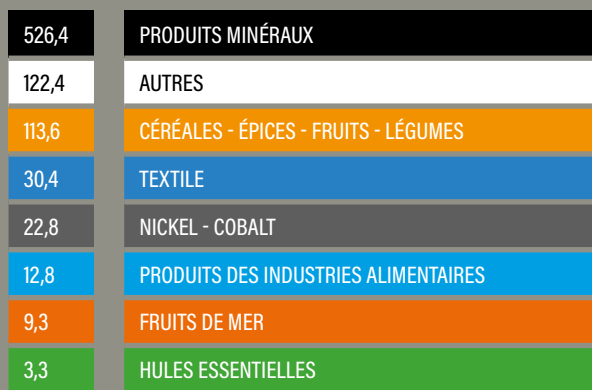 526,4 PRODUITS MINÉRAUX
122,4 AUTRES
113,6 CÉRÉALES - ÉPICES - FRUITS - LÉGUMES
30,4 TEXTILE
22,8 NICKEL - COBALT
12,8 PRODUITS DES INDUSTRIES ALIMENTAIRES
9,3 FRUITS DE MER
3,3 HULES ESSENTIELLES